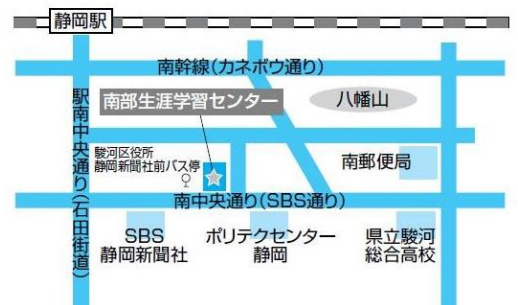 静岡駅
南幹線(カネボウ通り)
南部生涯学習センター
八幡山
駅南中央通り(石田街道)
駿河区役所
静岡新聞社前バス停
南郵便局
南中央通り(SBS通り)
SBS
静岡新聞社
ポリテクセンター
静岡
県立駿河
総合高校